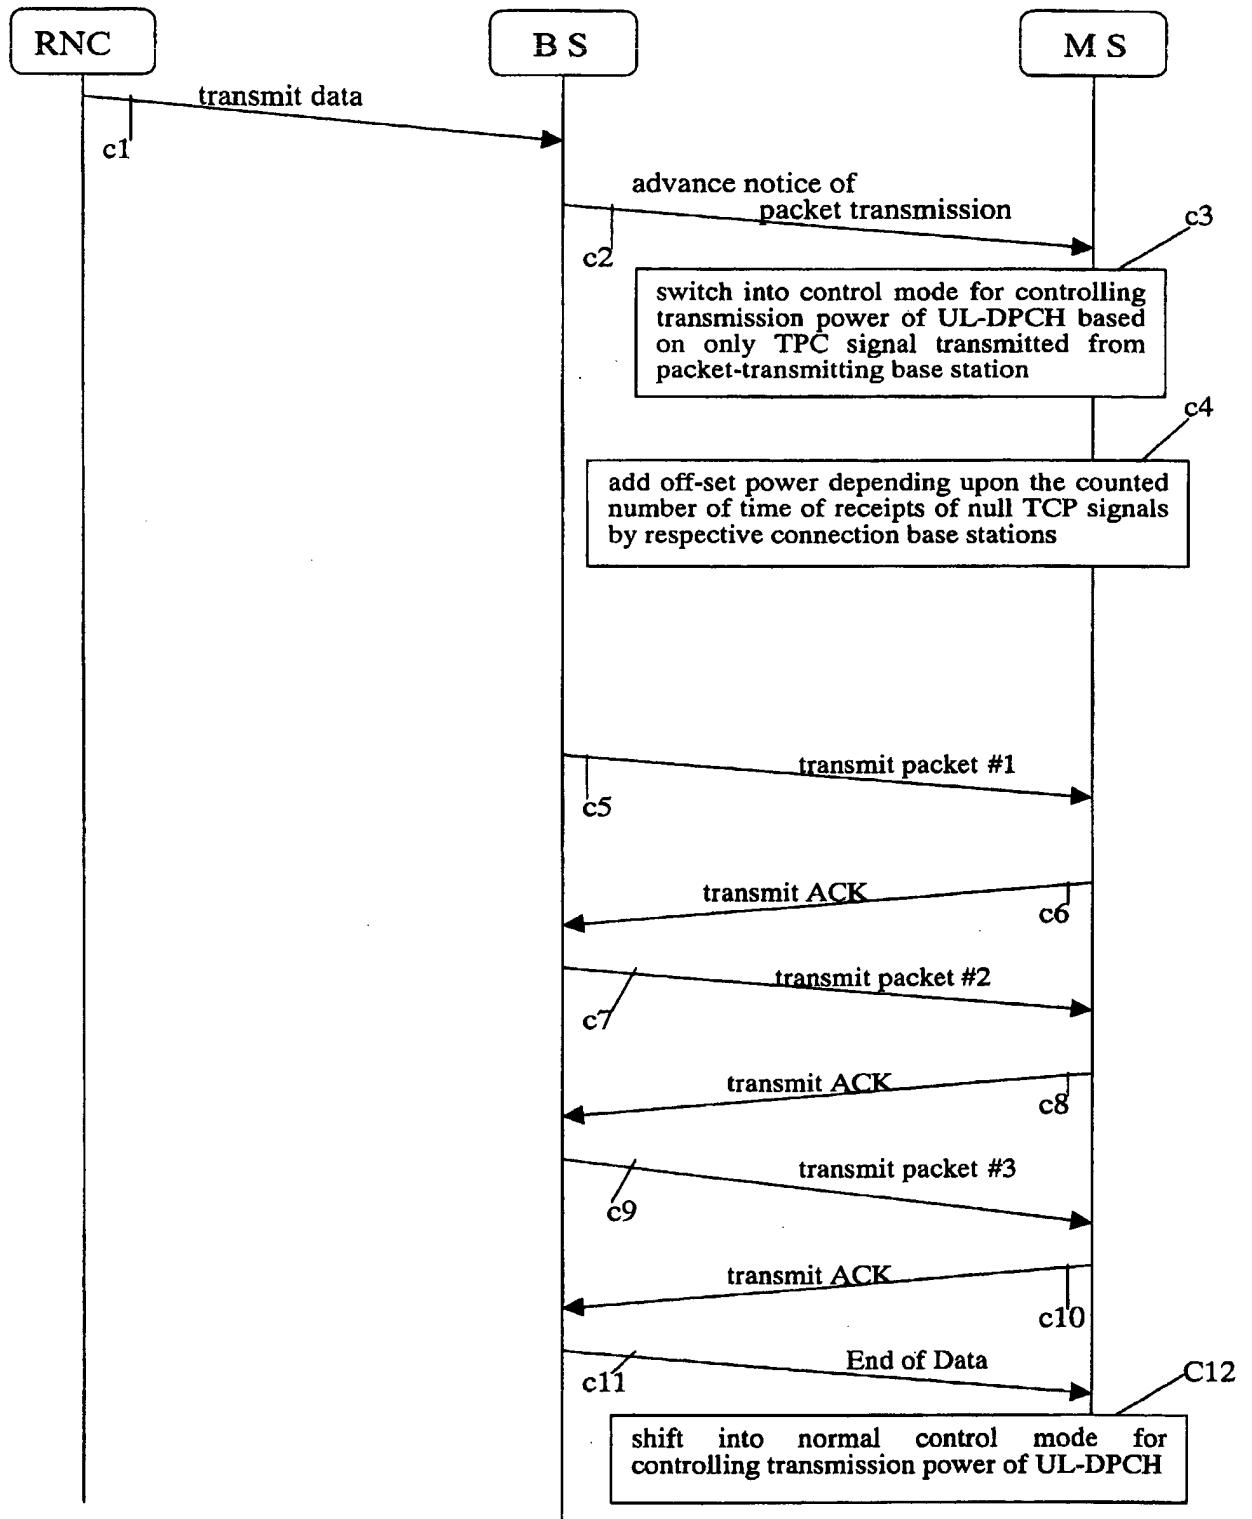 RNC
B S
M S
transmit data
c1
advance notice of
packet transmission
c2
c3
switch into control mode for controlling
transmission power of UL-DPCH based
on only TPC signal transmitted from
packet-transmitting base station
c4
add off-set power depending upon the counted
number of time of receipts of null TCP signals
by respective connection base stations
transmit packet #1
c5
transmit ACK
c6
transmit packet #2
c7
transmit ACK
c8
transmit packet #3
c9
transmit ACK
c10
End of Data
c11
C12
shift into normal control mode for
controlling transmission power of UL-DPCH